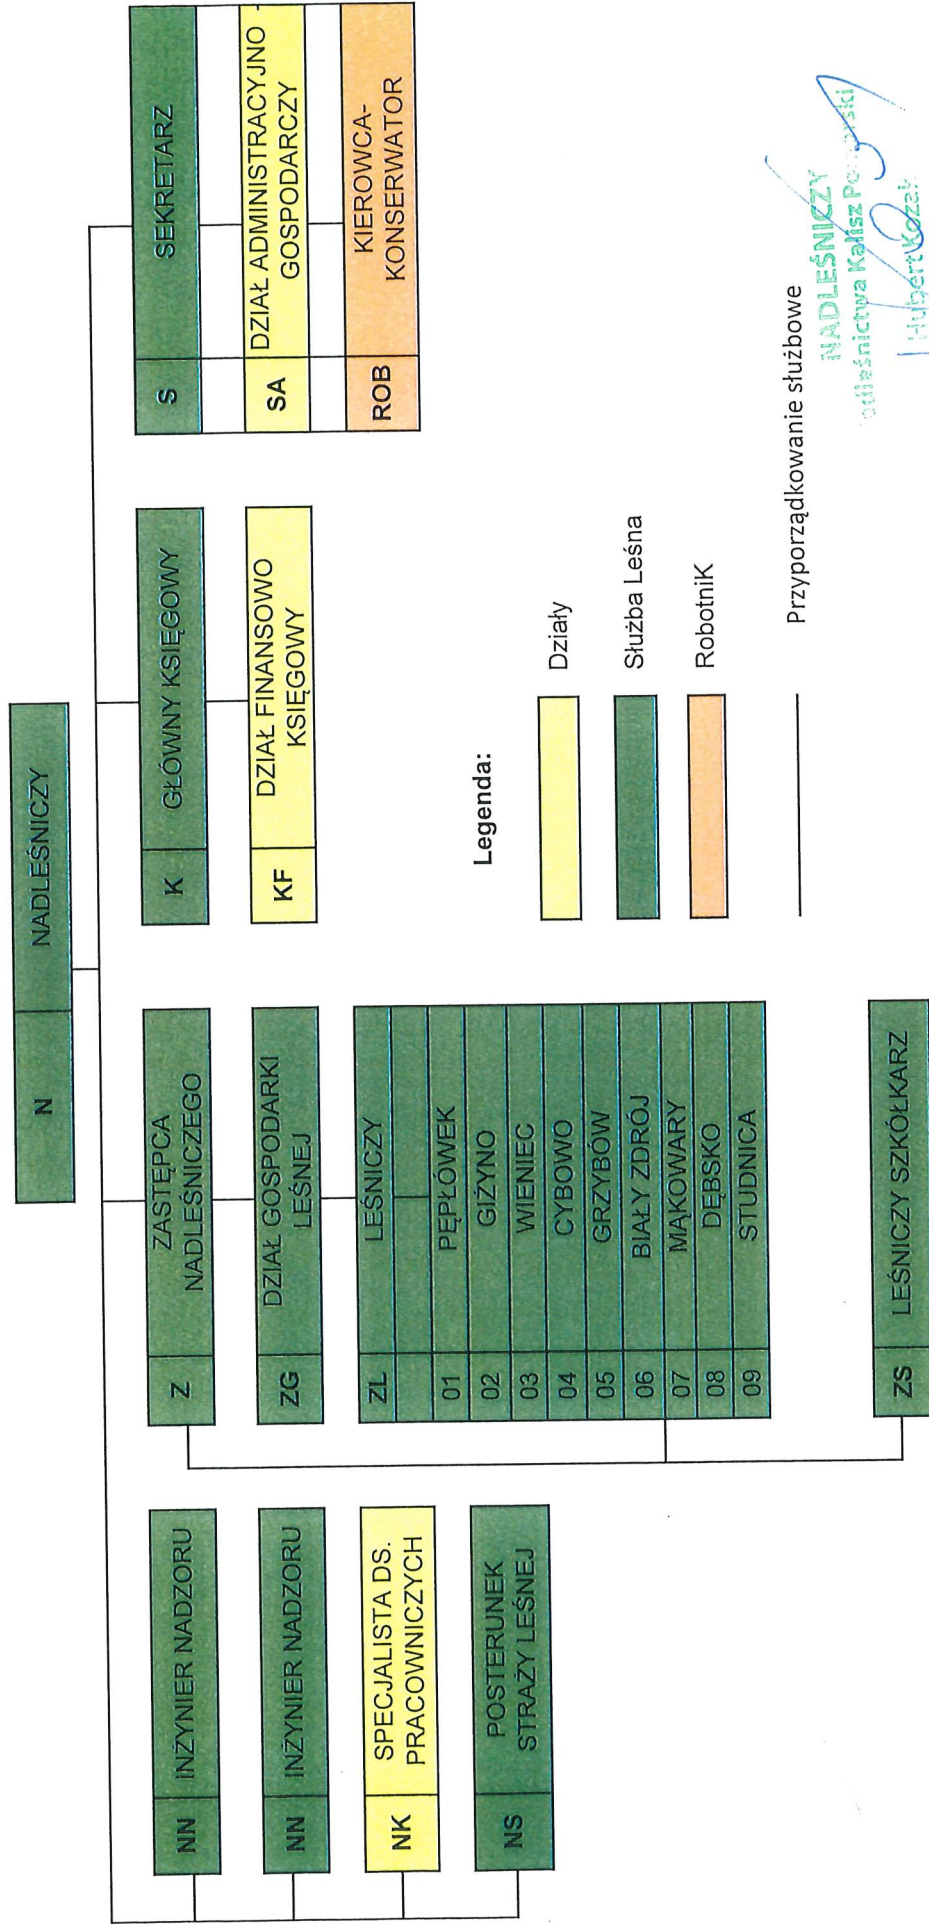 N NADLEŚNICZY
NN INŻYNIER NADZORU
NN INŻYNIER NADZORU
NK SPECJALISTA DS.
PRACOWNICZYCH
NS POSTERUNEK
STRAŻY LEŚNEJ
Z ZASTĘPCA
NADLEŚNICZEGO
ZG DZIAŁ GOSPODARKI
LEŚNEJ
ZL LEŚNICZY
01 PĘPŁÓWEK
02 GIŻYNO
03 WIENIEC
04 CYBOWO
05 GRZYBÓW
06 BIAŁY ZDRÓJ
07 MĄKOWARY
08 DĘBSKO
09 STUDNICA
ZS LEŚNICZY SZKÓŁKARZ
K GŁÓWNY KSIĘGOWY
KF DZIAŁ FINANSOWO
KSIĘGOWY
S SEKRETARZ
SA DZIAŁ ADMINISTRACYJNO -
GOSPODARCZY
ROB KIEROWCA-
KONSERWATOR
Legenda:
Działy
Służba Leśna
RobotniK
Przyporządkowanie służbowe
NADLEŚNICZY
Kalisz
Hubert Kozak